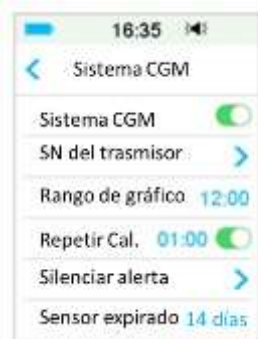 16:35
Sistema CGM
Sistema CGM
SN del trasmisor
Rango de gráfico 12:00
Repetir Cal. 01:00
Silenciar alerta
Sensor expirado 14 días